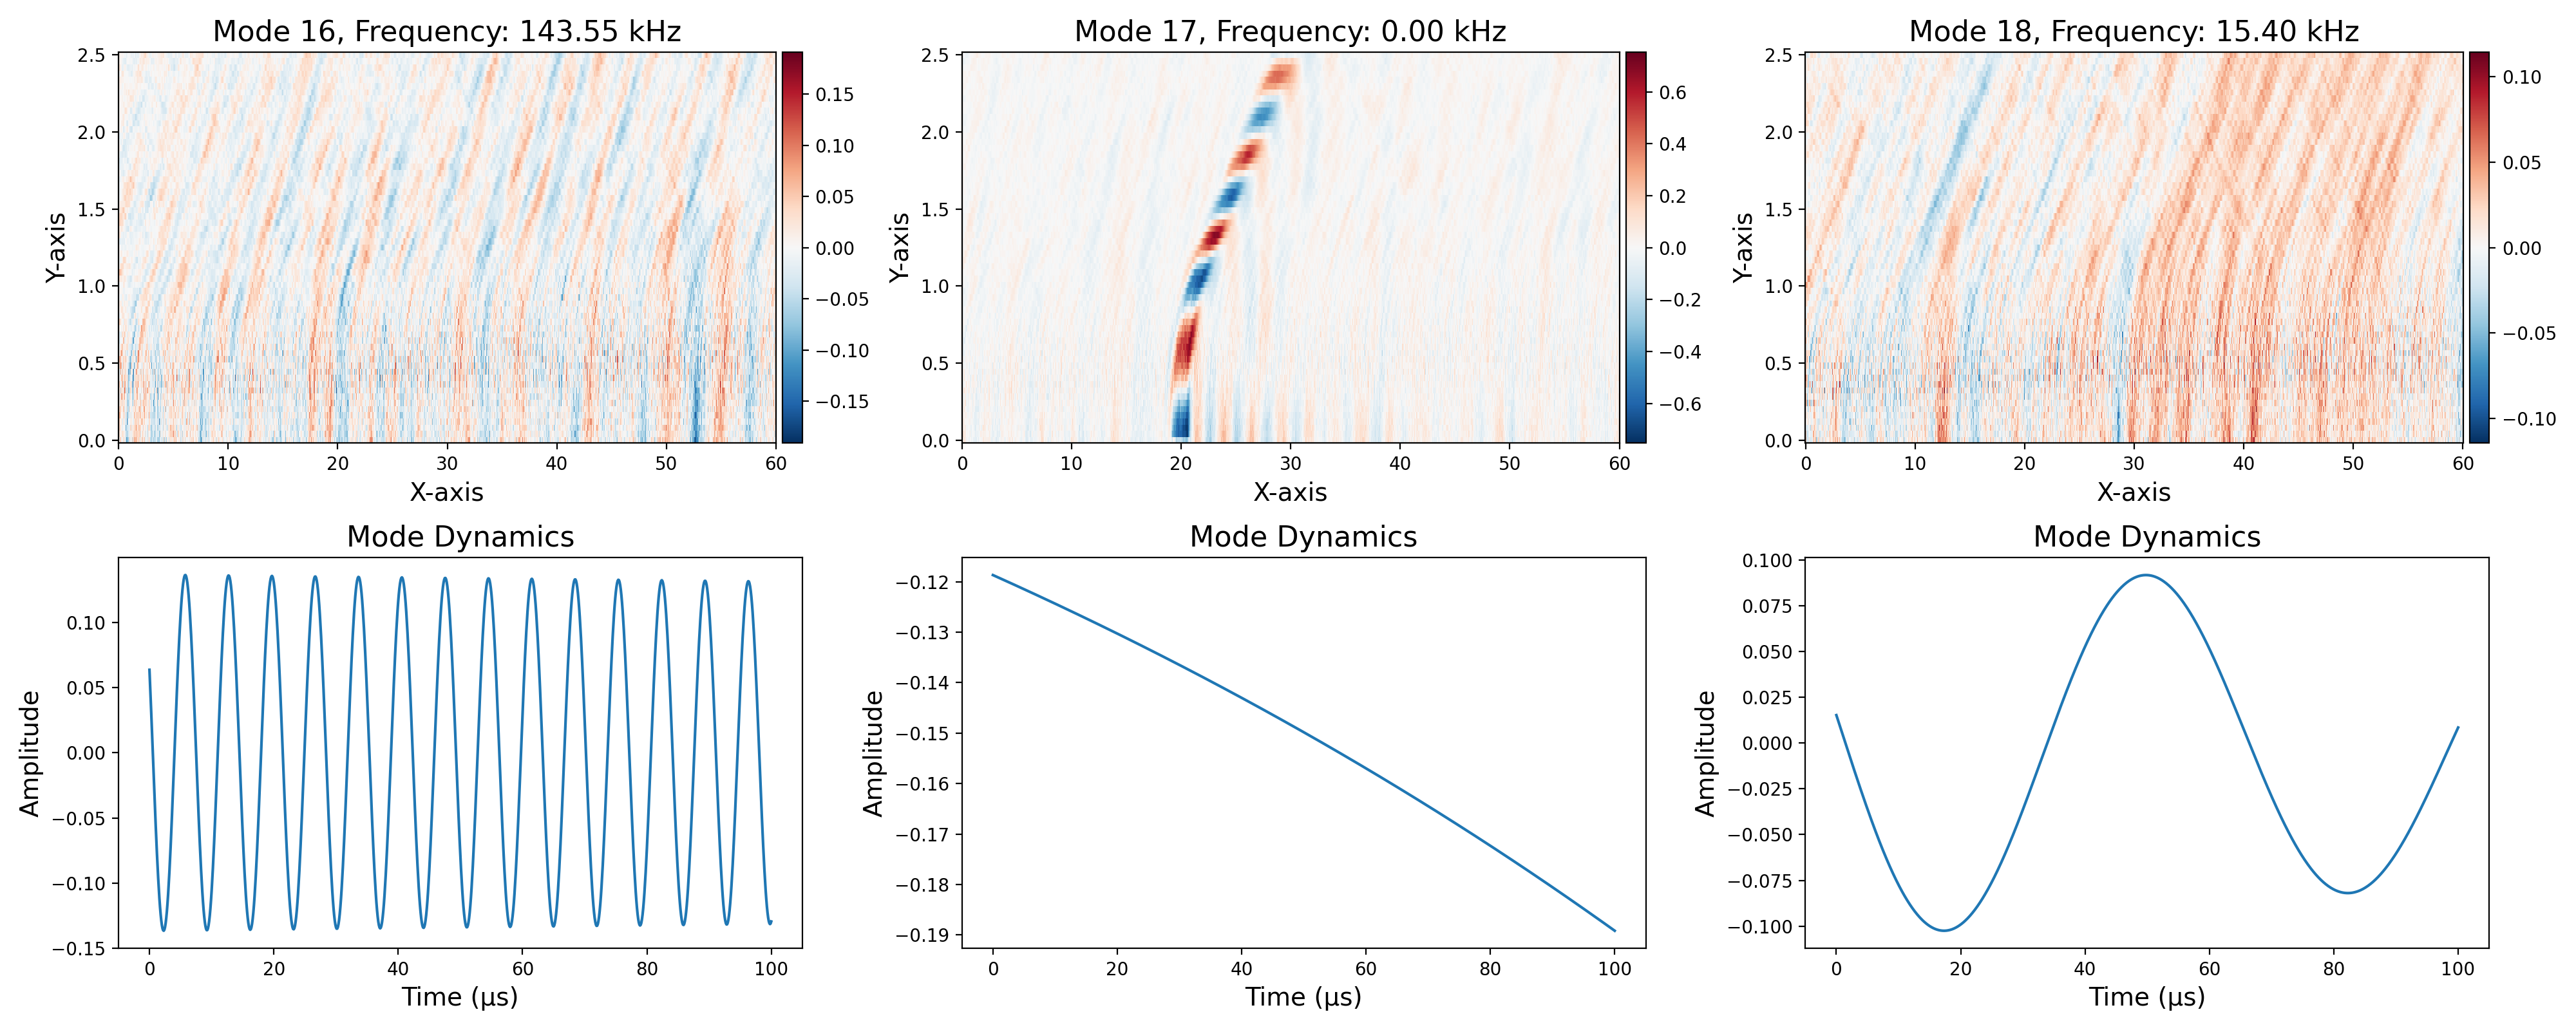 Mode 16, Frequency: 143.55 kHz
2.5
2.0
1.5
1.0
0.5
0.0
Y-axis
0 10 20 30 40 50 60
X-axis
0.15
0.10
0.05
0.00
−0.05
−0.10
−0.15
Mode 17, Frequency: 0.00 kHz
2.5
2.0
1.5
1.0
0.5
0.0
Y-axis
0 10 20 30 40 50 60
X-axis
0.6
0.4
0.2
0.0
−0.2
−0.4
−0.6
Mode 18, Frequency: 15.40 kHz
2.5
2.0
1.5
1.0
0.5
0.0
Y-axis
0 10 20 30 40 50 60
X-axis
0.10
0.05
0.00
−0.05
−0.10
Mode Dynamics
0.10
0.05
0.00
−0.05
−0.10
−0.15
Amplitude
0 20 40 60 80 100
Time (μs)
Mode Dynamics
−0.12
−0.13
−0.14
−0.15
−0.16
−0.17
−0.18
−0.19
Amplitude
0 20 40 60 80 100
Time (μs)
Mode Dynamics
0.100
0.075
0.050
0.025
0.000
−0.025
−0.050
−0.075
−0.100
Amplitude
0 20 40 60 80 100
Time (μs)